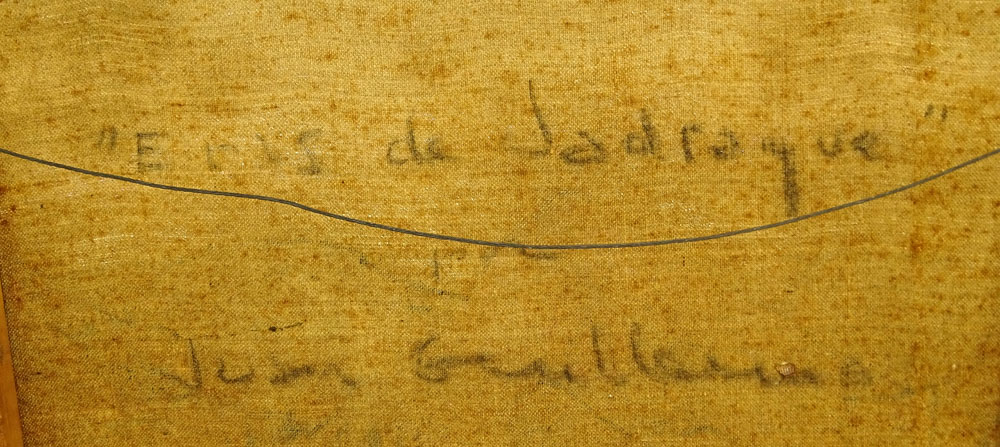 "Eras de Jadraque"
por
Juan Guillermo